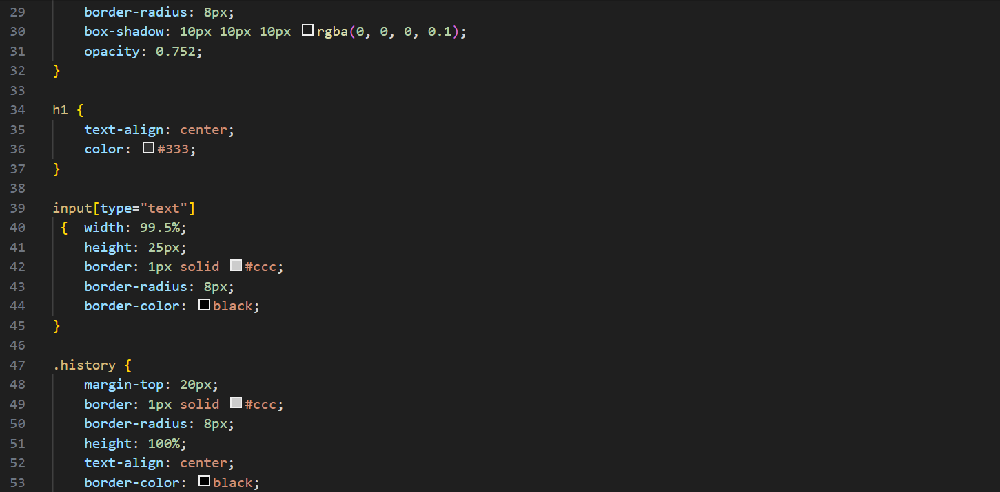 29 border-radius: 8px;
30 box-shadow: 10px 10px 10px rgba(0, 0, 0, 0.1);
31 opacity: 0.752;
32 }
33
34 h1 {
35 text-align: center;
36 color: #333;
37 }
38
39 input[type="text"]
40 { width: 99.5%;
41 height: 25px;
42 border: 1px solid #ccc;
43 border-radius: 8px;
44 border-color: black;
45 }
46
47 .history {
48 margin-top: 20px;
49 border: 1px solid #ccc;
50 border-radius: 8px;
51 height: 100%;
52 text-align: center;
53 border-color: black;